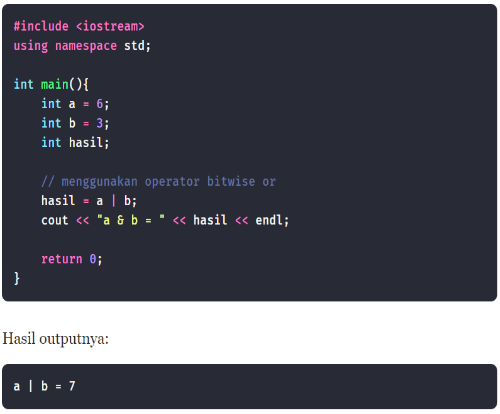 #include <iostream>
using namespace std;
int main(){
    int a = 6;
    int b = 3;
    int hasil;
    // menggunakan operator bitwise or
    hasil = a | b;
    cout << "a & b = " << hasil << endl;
    return 0;
}
Hasil outputnya:
a | b = 7